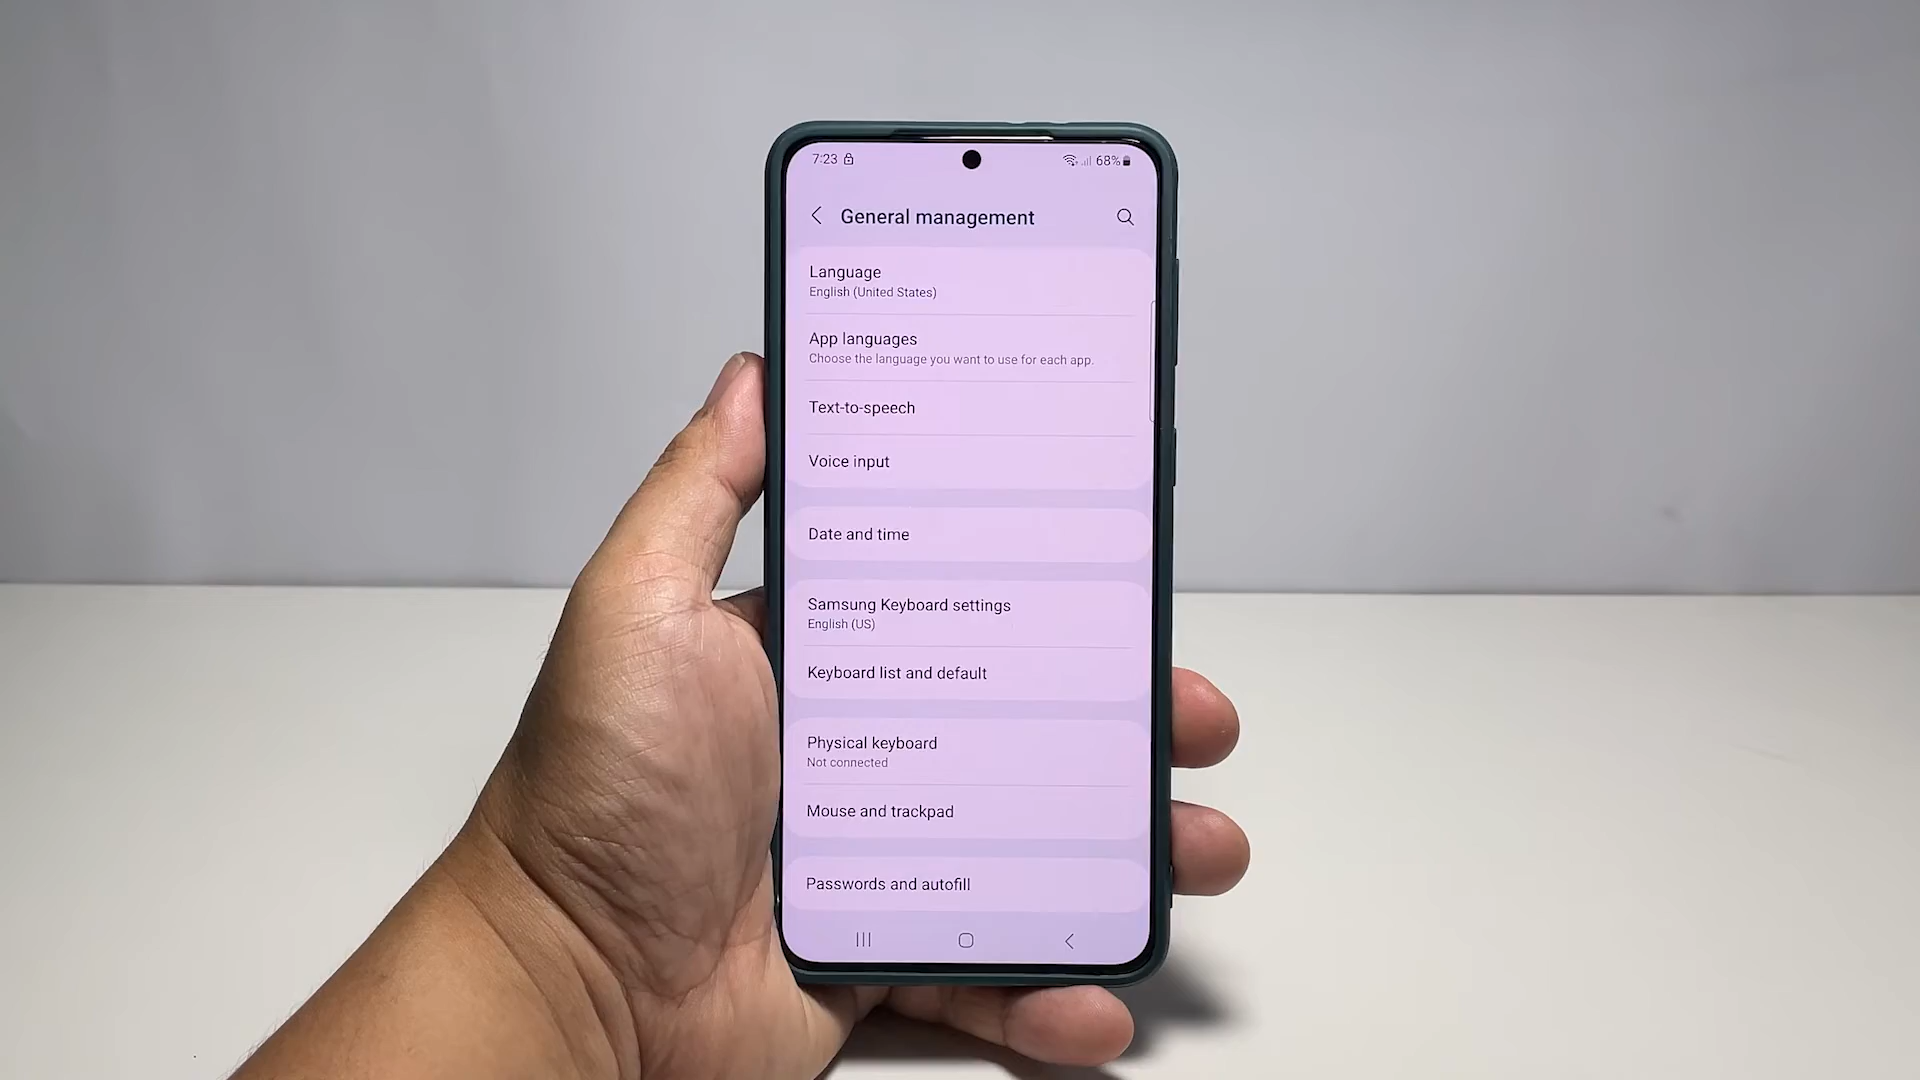 7:23 68%
General management
Language
English (United States)
App languages
Choose the language you want to use for each app.
Text-to-speech
Voice input
Date and time
Samsung Keyboard settings
English (US)
Keyboard list and default
Physical keyboard
Not connected
Mouse and trackpad
Passwords and autofill